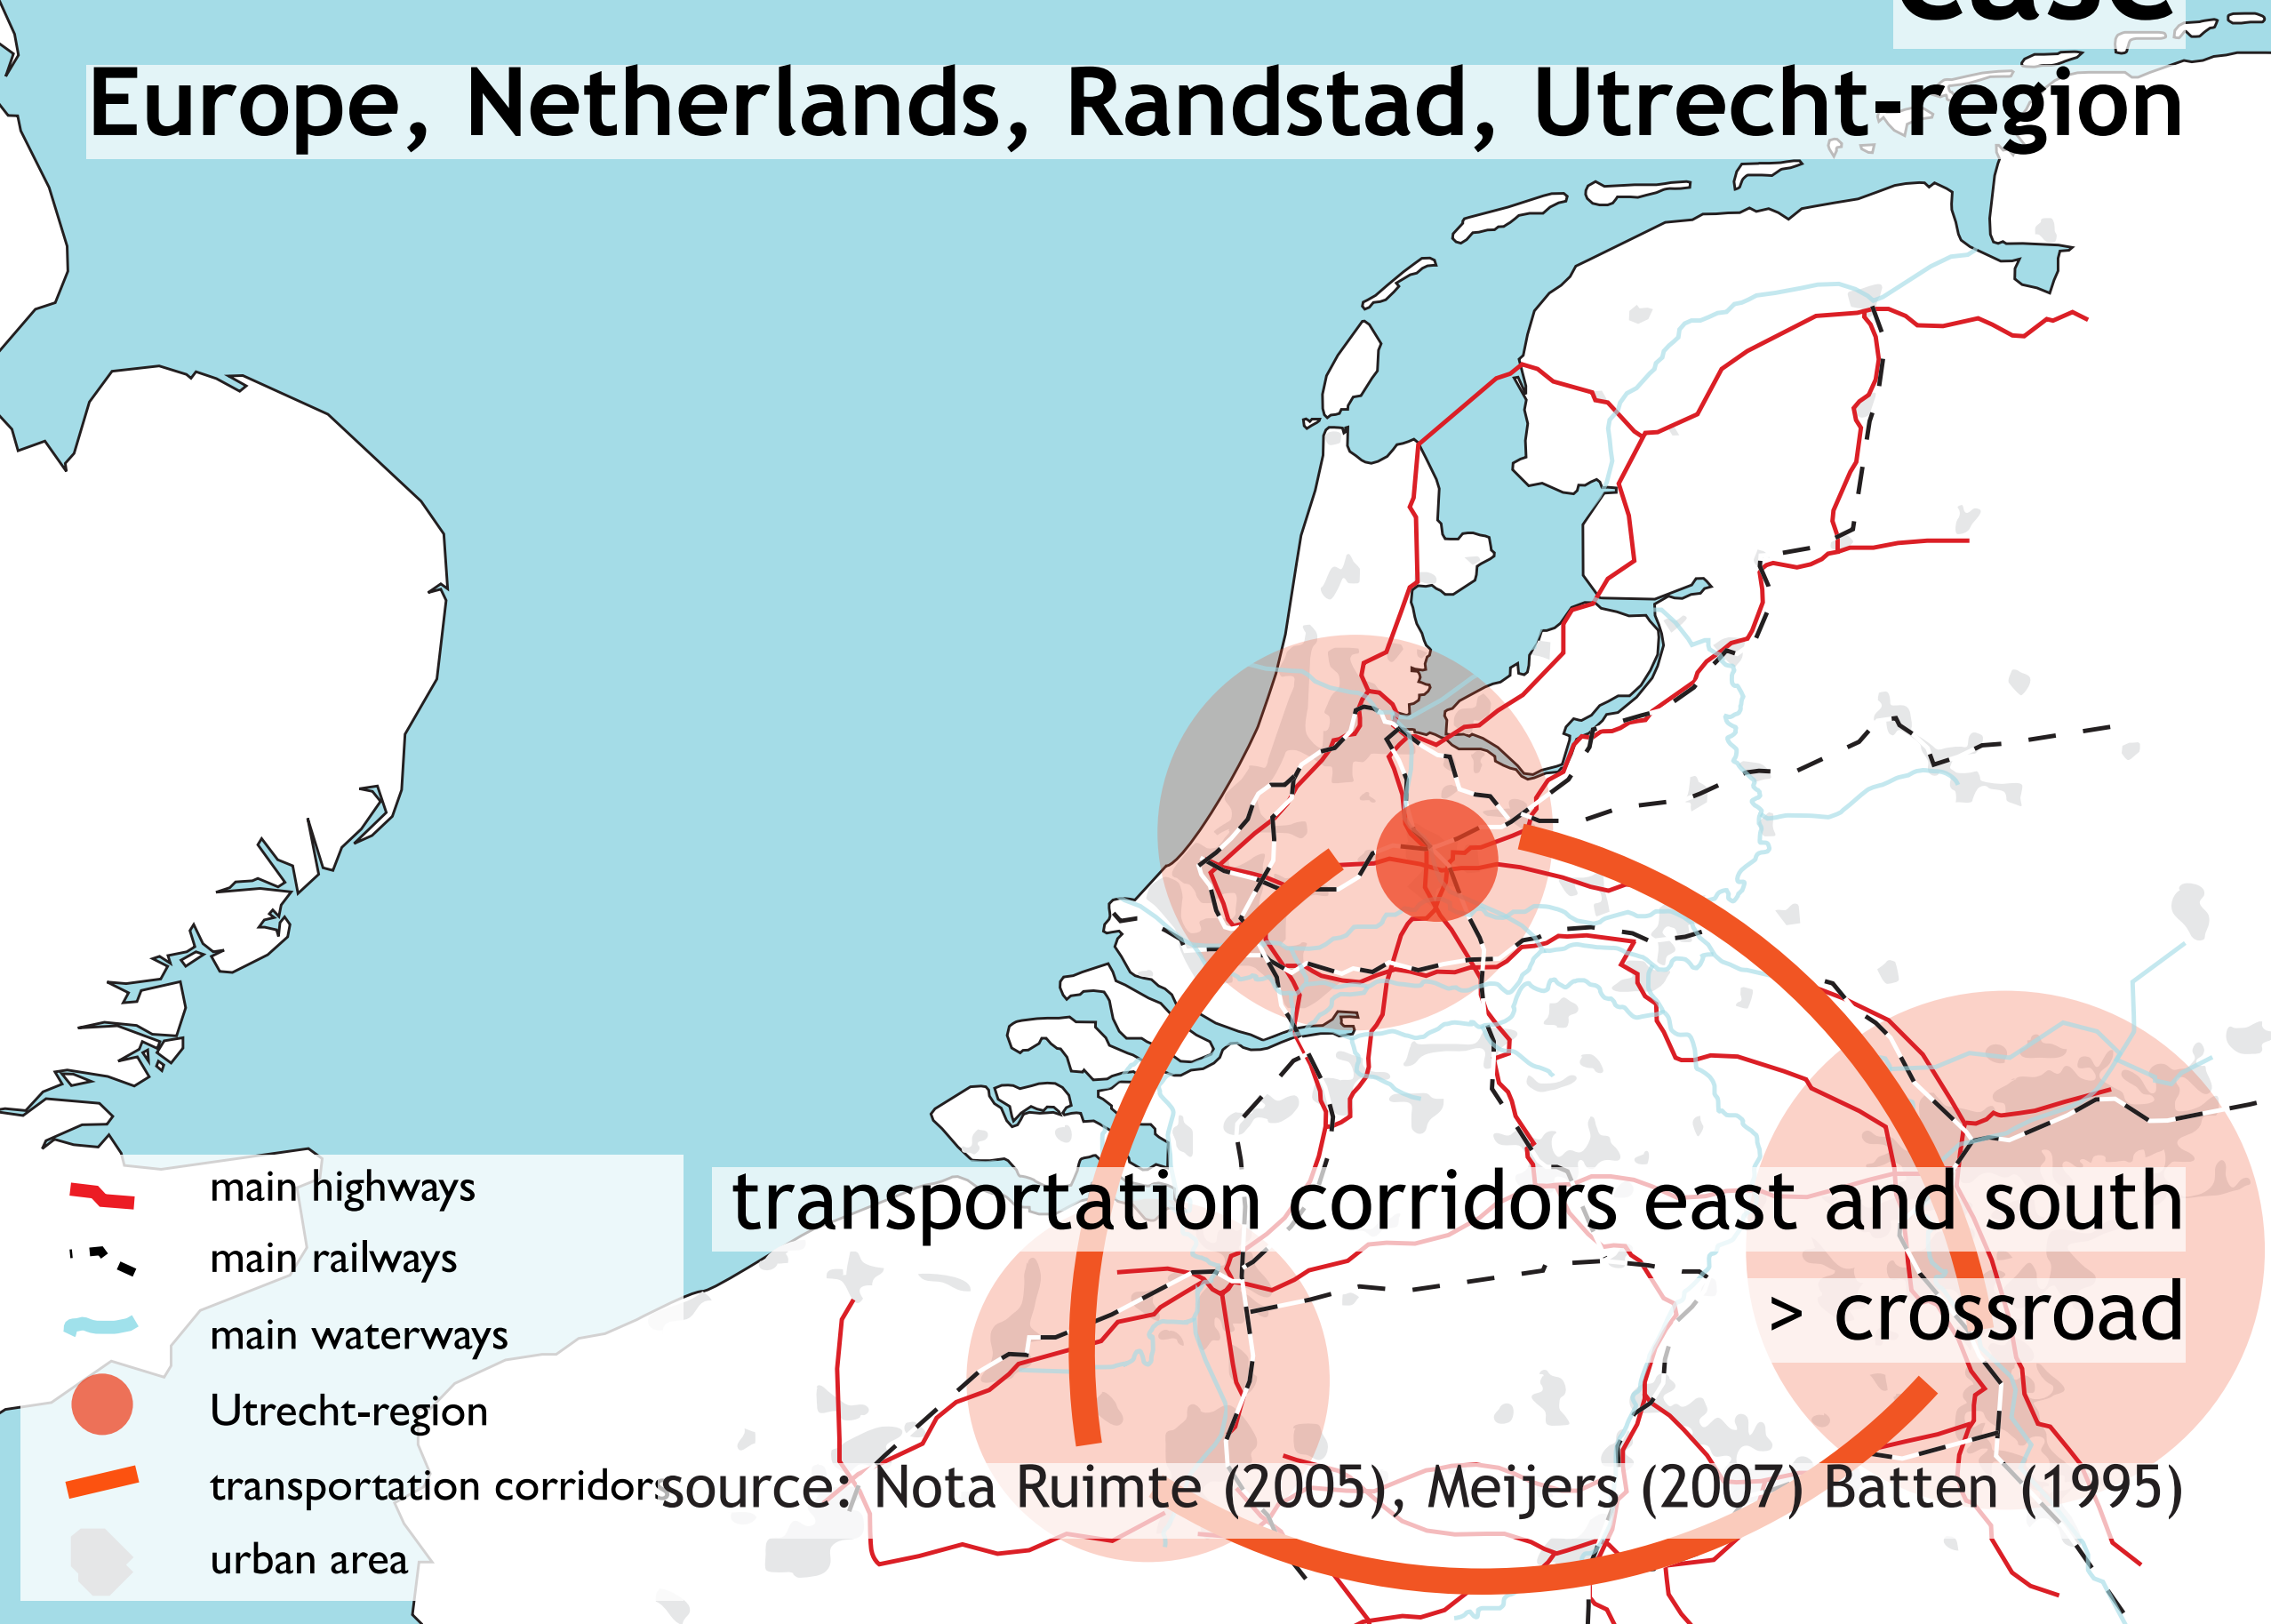 case
Europe, Netherlands, Randstad, Utrecht-region
main highways
main railways
main waterways
Utrecht-region
transportation corridors
urban area
transportation corridors east and south
> crossroad
source: Nota Ruimte (2005), Meijers (2007) Batten (1995)